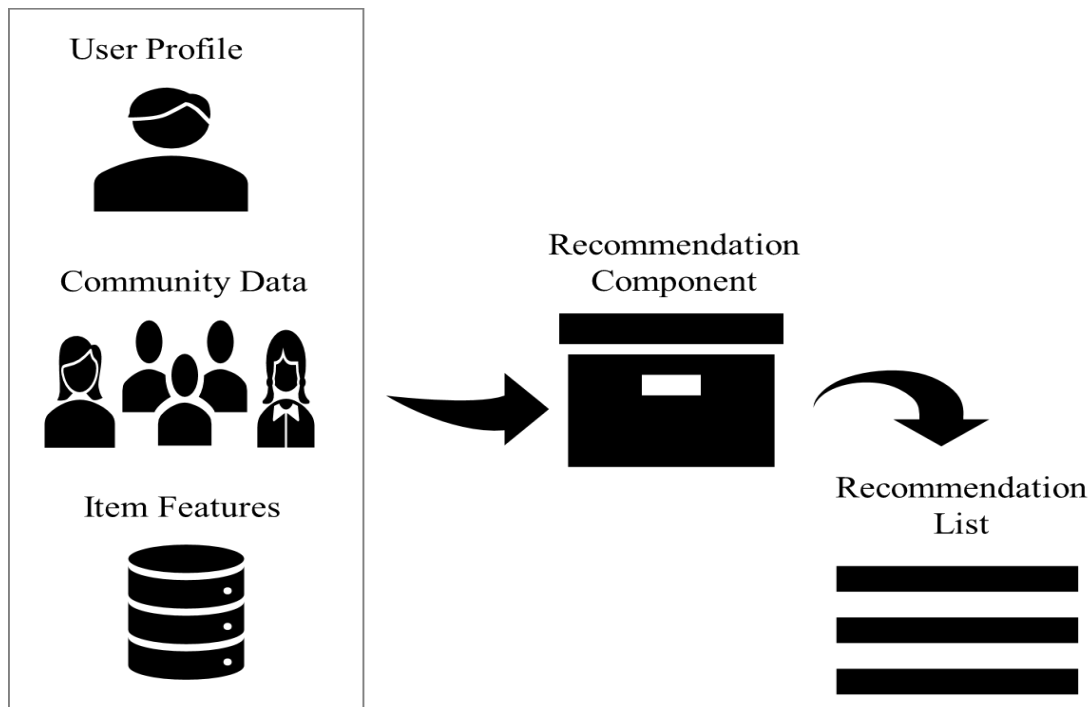 User Profile
Community Data
Item Features
Recommendation
Component
Recommendation
List